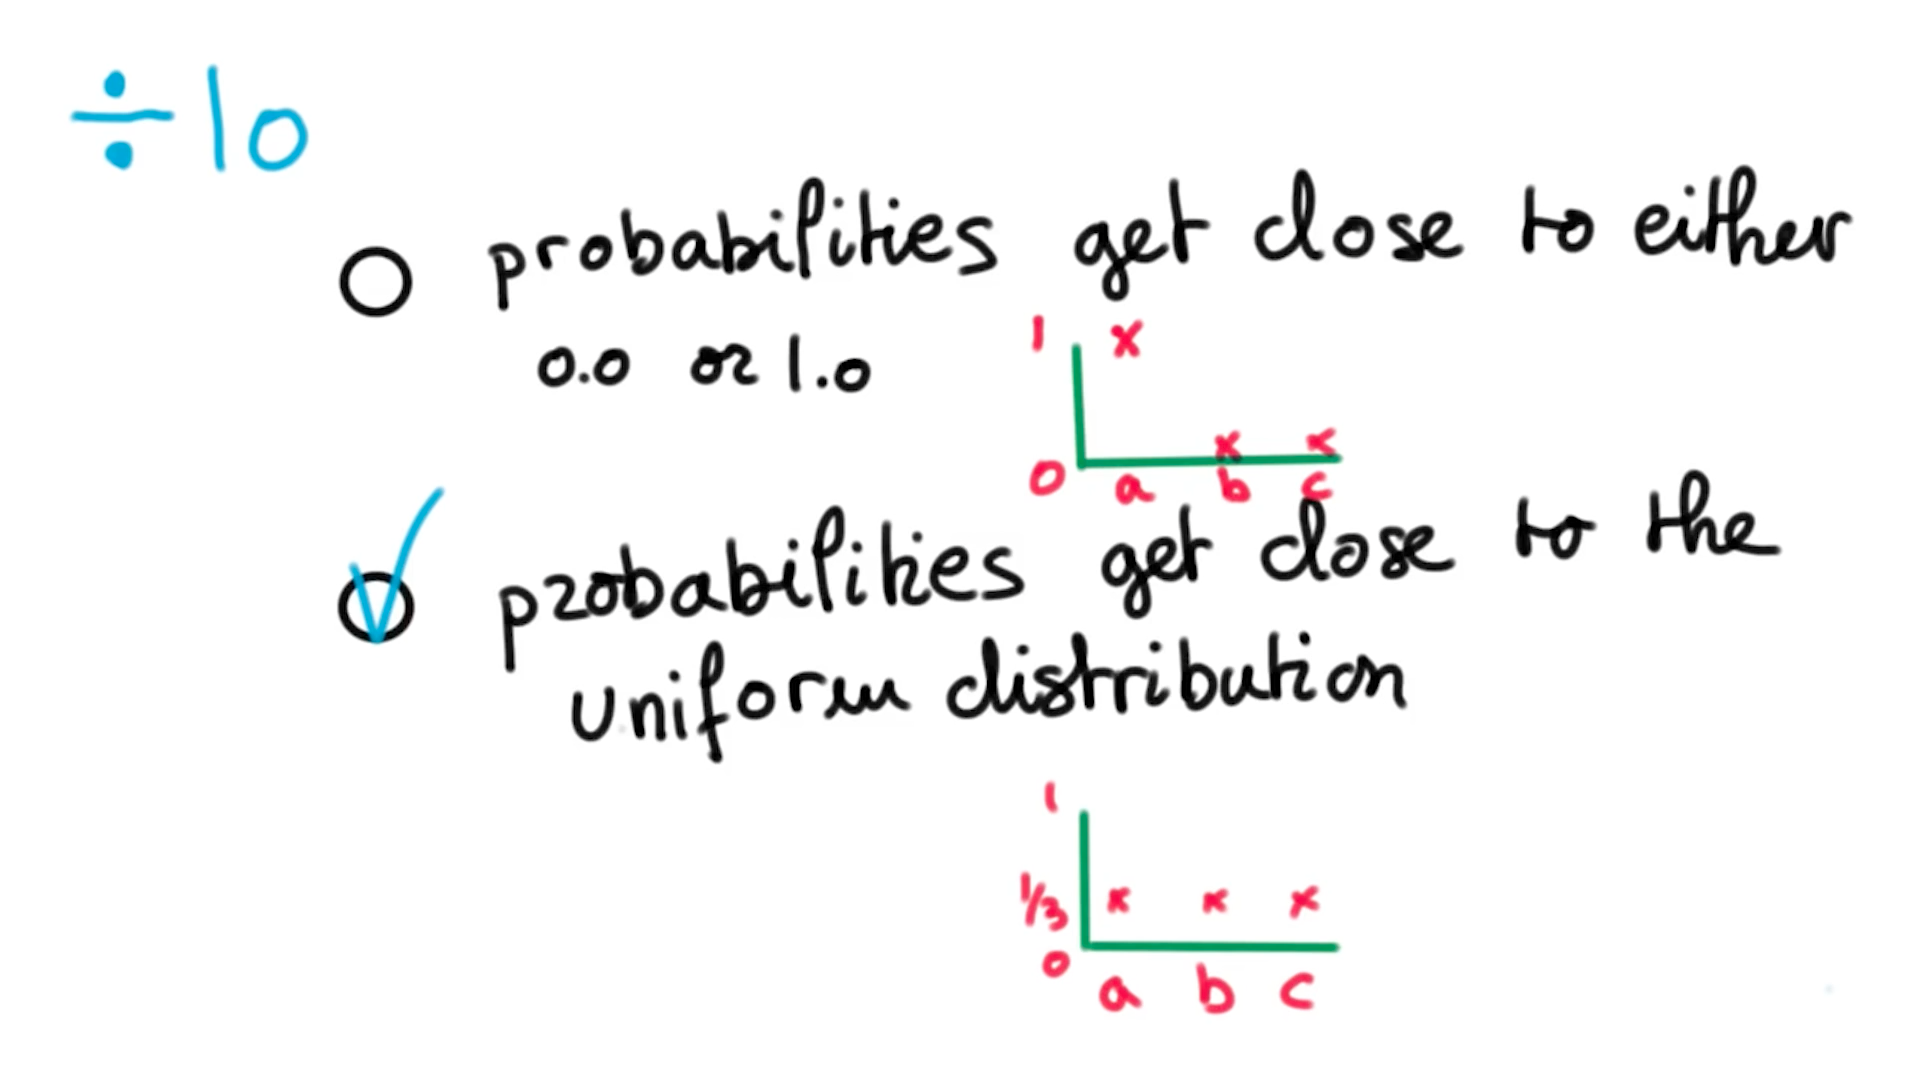 ÷10
probabilities get close to either
0.0 or 1.0
1 x
x x
0 a b c
probabilities get close to the
uniform distribution
1
1/3 x x x
0
a b c